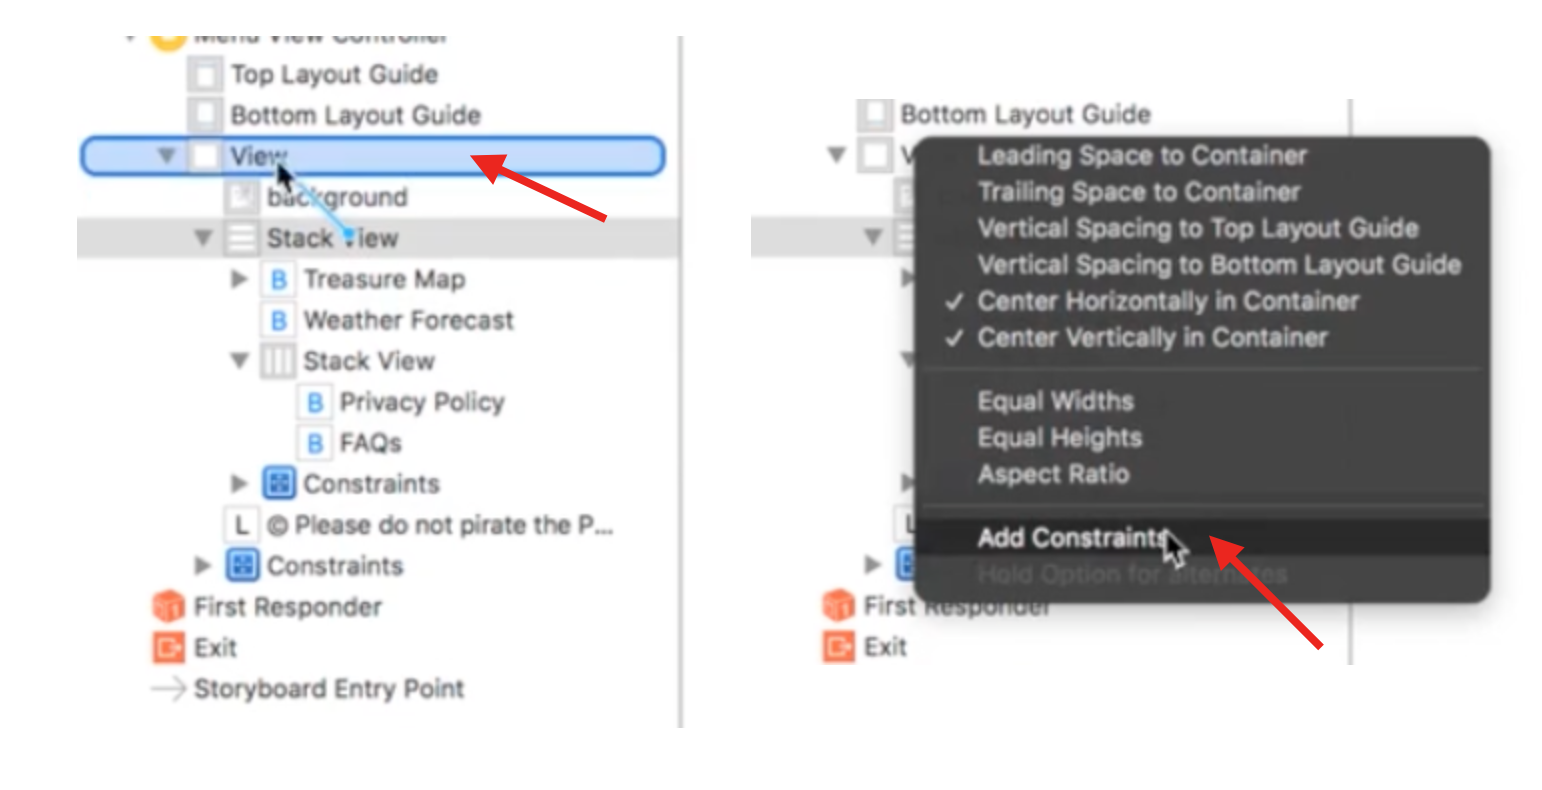 Menu View Controller
Top Layout Guide
Bottom Layout Guide
View
background
Stack View
B Treasure Map
B Weather Forecast
Stack View
B Privacy Policy
B FAQs
Constraints
L © Please do not pirate the P...
Constraints
First Responder
Exit
Storyboard Entry Point
Bottom Layout Guide
V
Leading Space to Container
Trailing Space to Container
Vertical Spacing to Top Layout Guide
Vertical Spacing to Bottom Layout Guide
✓ Center Horizontally in Container
✓ Center Vertically in Container
Equal Widths
Equal Heights
Aspect Ratio
L
Add Constraints
Hold Option for alternates
First Responder
Exit